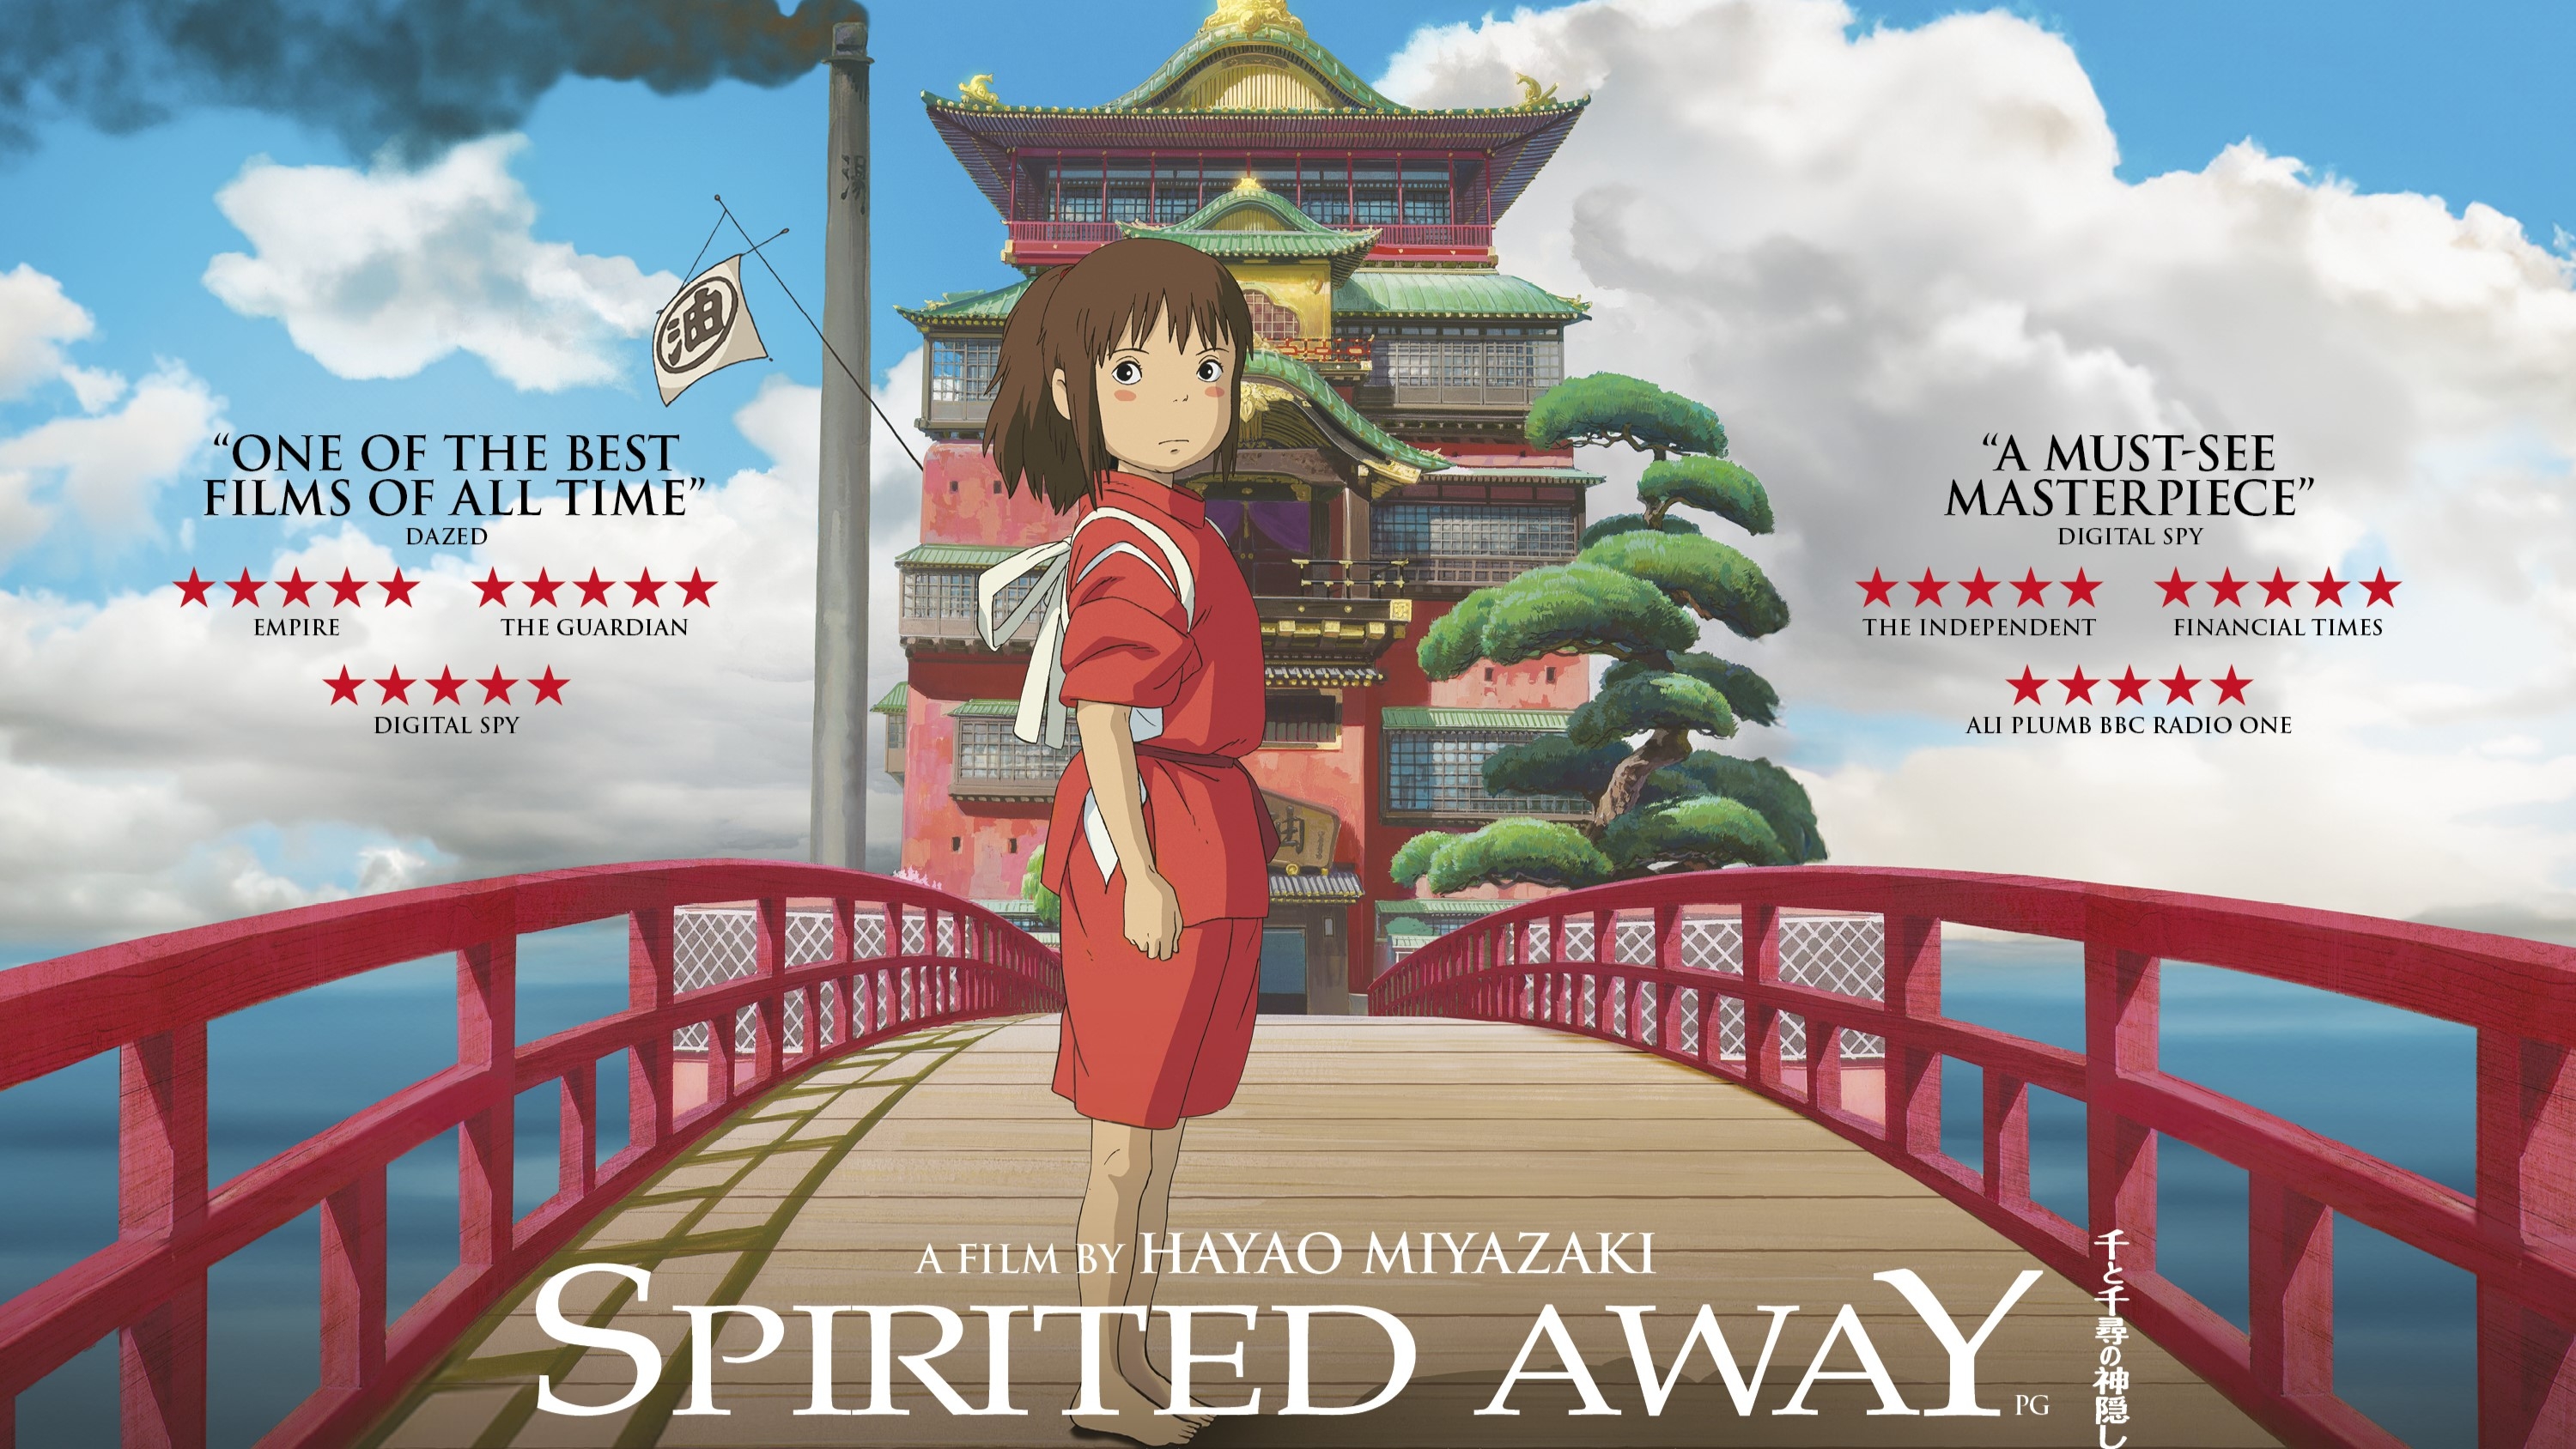 湯
油
“ONE OF THE BEST
FILMS OF ALL TIME”
DAZED
★★★★★ ★★★★★
EMPIRE THE GUARDIAN
★★★★★
DIGITAL SPY
“A MUST-SEE
MASTERPIECE”
DIGITAL SPY
★★★★★ ★★★★★
THE INDEPENDENT FINANCIAL TIMES
★★★★★
ALI PLUMB BBC RADIO ONE
油
A FILM BY HAYAO MIYAZAKI
SPIRITED AWAY
PG
千と千尋の神隠し